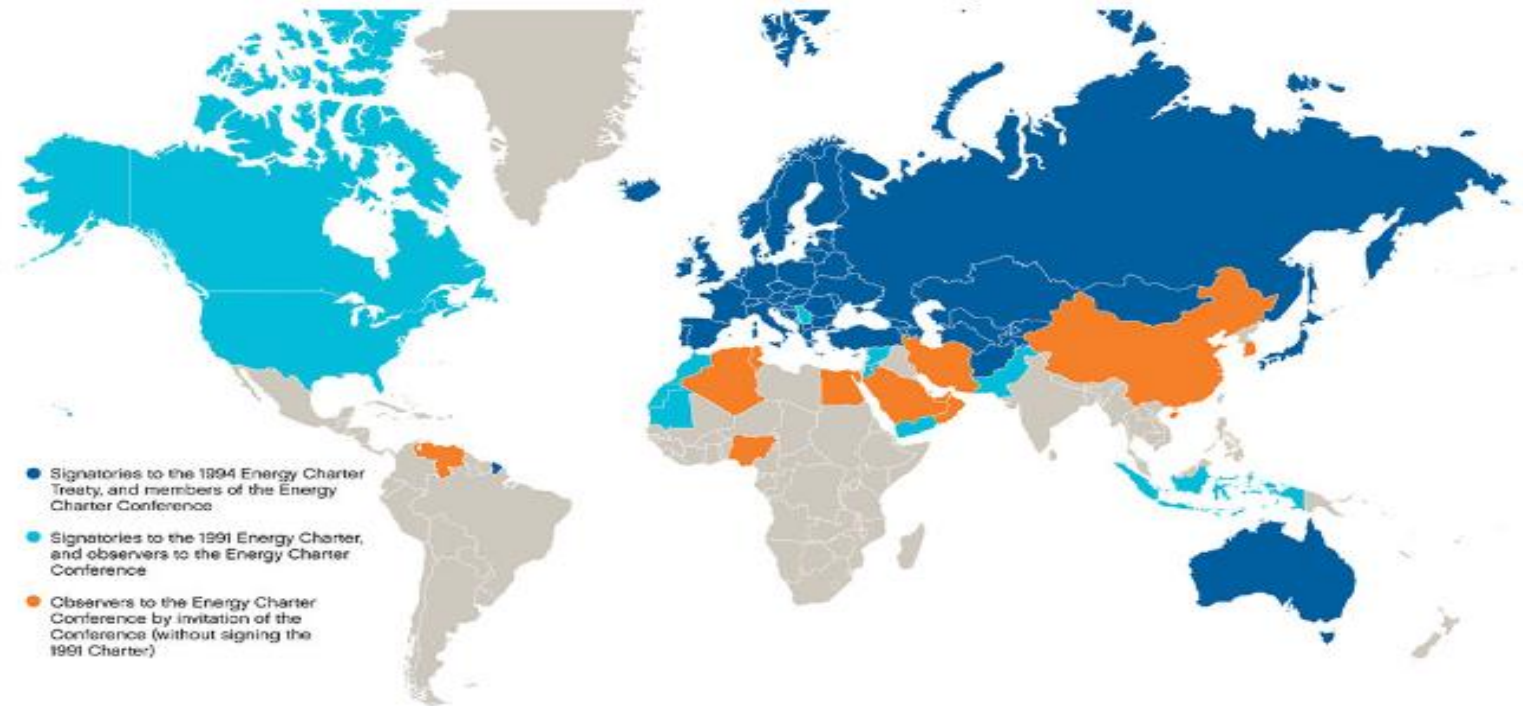 Signatories to the 1994 Energy Charter
Treaty, and members of the Energy
Charter Conference
Signatories to the 1991 Energy Charter,
and observers to the Energy Charter
Conference
Observers to the Energy Charter
Conference by invitation of the
Conference (without signing the
1991 Charter)